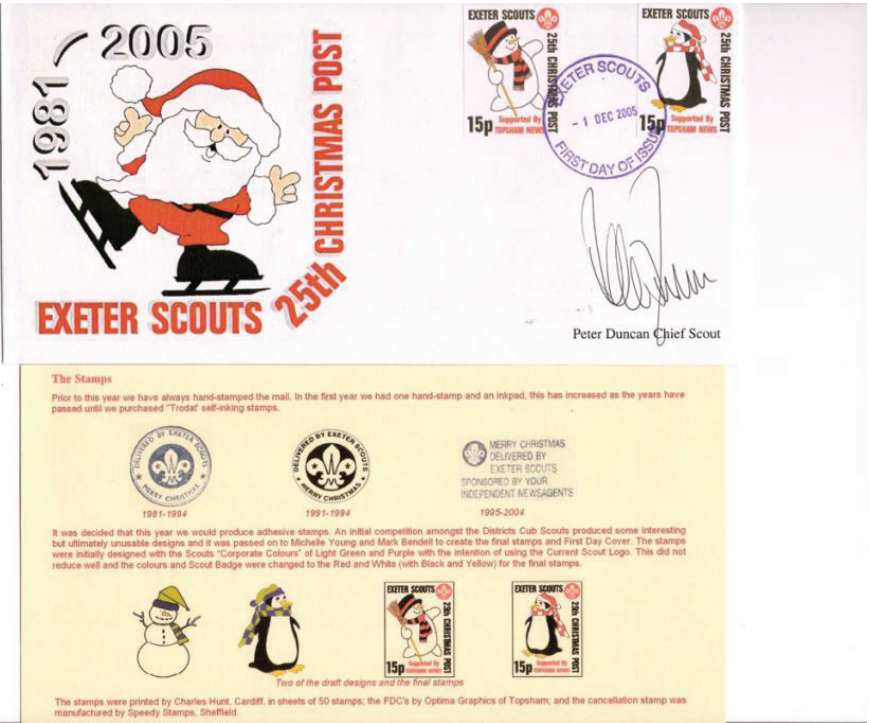 1981 - 2005
25th CHRISTMAS POST
EXETER SCOUTS
EXETER SCOUTS
25th CHRISTMAS POST
15p
Supported By
TOPSHAM NEWS
EXETER SCOUTS
25th CHRISTMAS POST
15p
Supported By
TOPSHAM NEWS
EXETER SCOUTS
- 1 DEC 2005
FIRST DAY OF ISSUE
Peter Duncan Chief Scout
The Stamps
Prior to this year we have always hand-stamped the mail. In the first year we had one hand-stamp and an inkpad, this has increased as the years have
passed until we purchased "Trodat' self-inking stamps.
DELIVERED BY EXETER SCOUTS
MERRY CHRISTMAS
1981-1994
DELIVERED BY EXETER SCOUTS
MERRY CHRISTMAS
1991-1994
MERRY CHRISTMAS
DELIVERED BY
EXETER SCOUTS
SPONSORED BY YOUR
INDEPENDENT NEWSAGENTS
1995-2004
It was decided that this year we would produce adhesive stamps. An initial competition amongst the Districts Cub Scouts produced some interesting
but ultimately unusable designs and it was passed on to Michelle Young and Mark Bendell to create the final stamps and First Day Cover. The stamps
were initially designed with the Scouts "Corporate Colours" of Light Green and Purple with the intention of using the Current Scout Logo. This did not
reduce well and the colours and Scout Badge were changed to the Red and White (with Black and Yellow) for the final stamps.
EXETER SCOUTS
25th CHRISTMAS POST
15p
Supported By
TOPSHAM NEWS
EXETER SCOUTS
25th CHRISTMAS POST
15p
Supported By
TOPSHAM NEWS
Two of the draft designs and the final stamps
The stamps were printed by Charles Hunt, Cardiff, in sheets of 50 stamps; the FDC's by Optima Graphics of Topsham; and the cancellation stamp was
manufactured by Speedy Stamps, Sheffield.